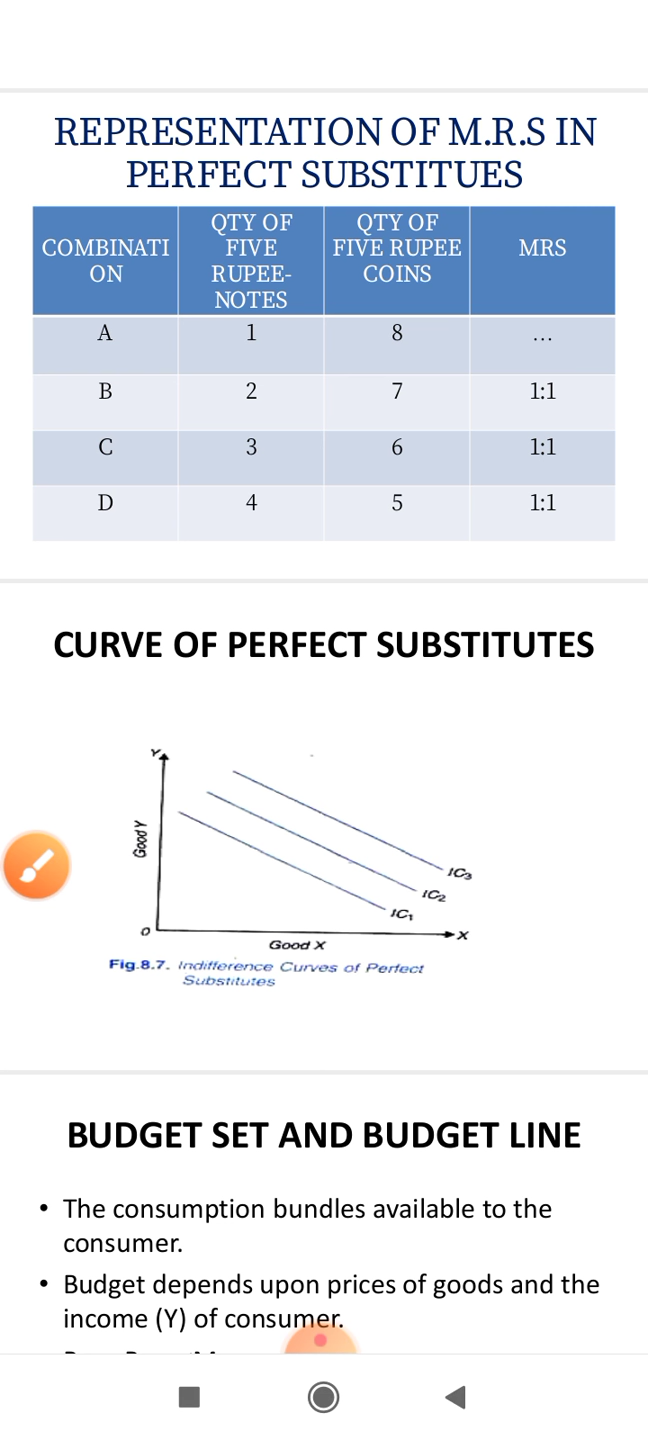 REPRESENTATION OF M.R.S IN
PERFECT SUBSTITUES
COMBINATI
ON
QTY OF
FIVE
RUPEE-
NOTES
QTY OF
FIVE RUPEE
COINS
MRS
A 1 8 ...
B 2 7 1:1
C 3 6 1:1
D 4 5 1:1
CURVE OF PERFECT SUBSTITUTES
Y
Good Y
IC3
IC2
IC1
O
X
Good X
Fig.8.7. Indifference Curves of Perfect
Substitutes
BUDGET SET AND BUDGET LINE
• The consumption bundles available to the
consumer.
• Budget depends upon prices of goods and the
income (Y) of consumer.